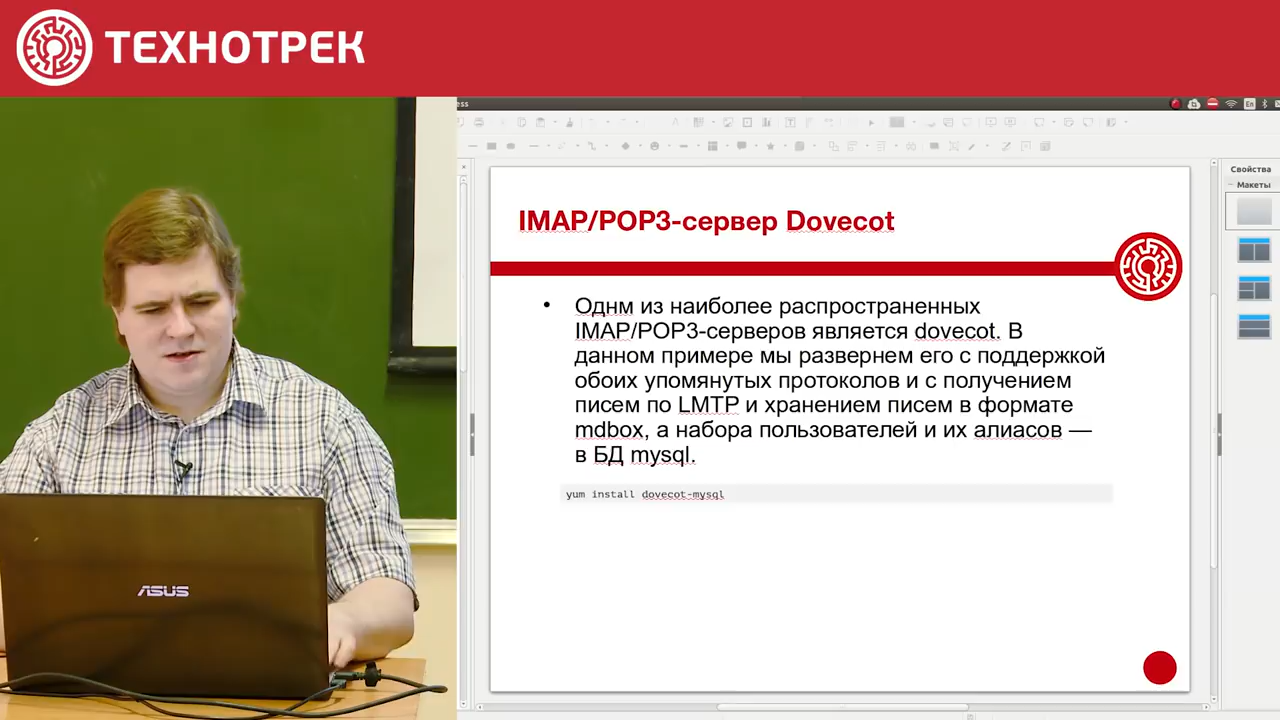 ТЕХНОТРЕК
ess
En
Свойства
Макеты
IMAP/POP3-сервер Dovecot
• Однм из наиболее распространенных
IMAP/POP3-серверов является dovecot. В
данном примере мы развернем его с поддержкой
обоих упомянутых протоколов и с получением
писем по LMTP и хранением писем в формате
mdbox, а набора пользователей и их алиасов —
в БД mysql.
yum install dovecot-mysql
ASUS